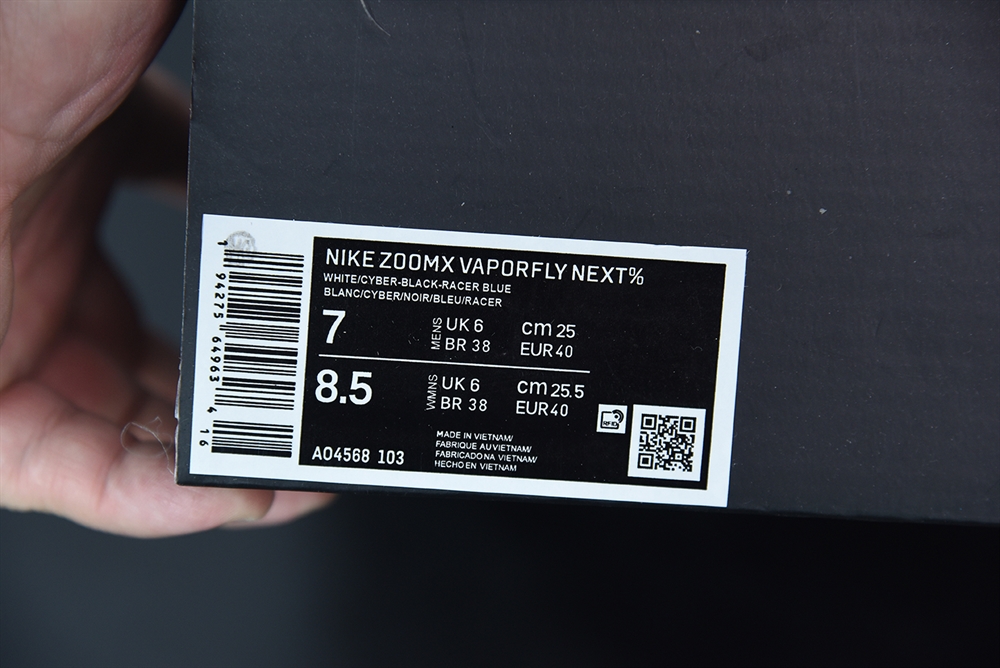 NIKE ZOOMX VAPORFLY NEXT%
WHITE/CYBER-BLACK-RACER BLUE
BLANC/CYBER/NOIR/BLEU/RACER
7
MENS
UK 6
cm 25
BR 38
EUR 40
8.5
WMNS
UK 6
cm 25.5
BR 38
EUR 40
RFID
AO4568 103
MADE IN VIETNAM/
FABRIQUE AU VIETNAM/
FABRICADO NA VIETNAM/
HECHO EN VIETNAM
1 94275 64963 4 16